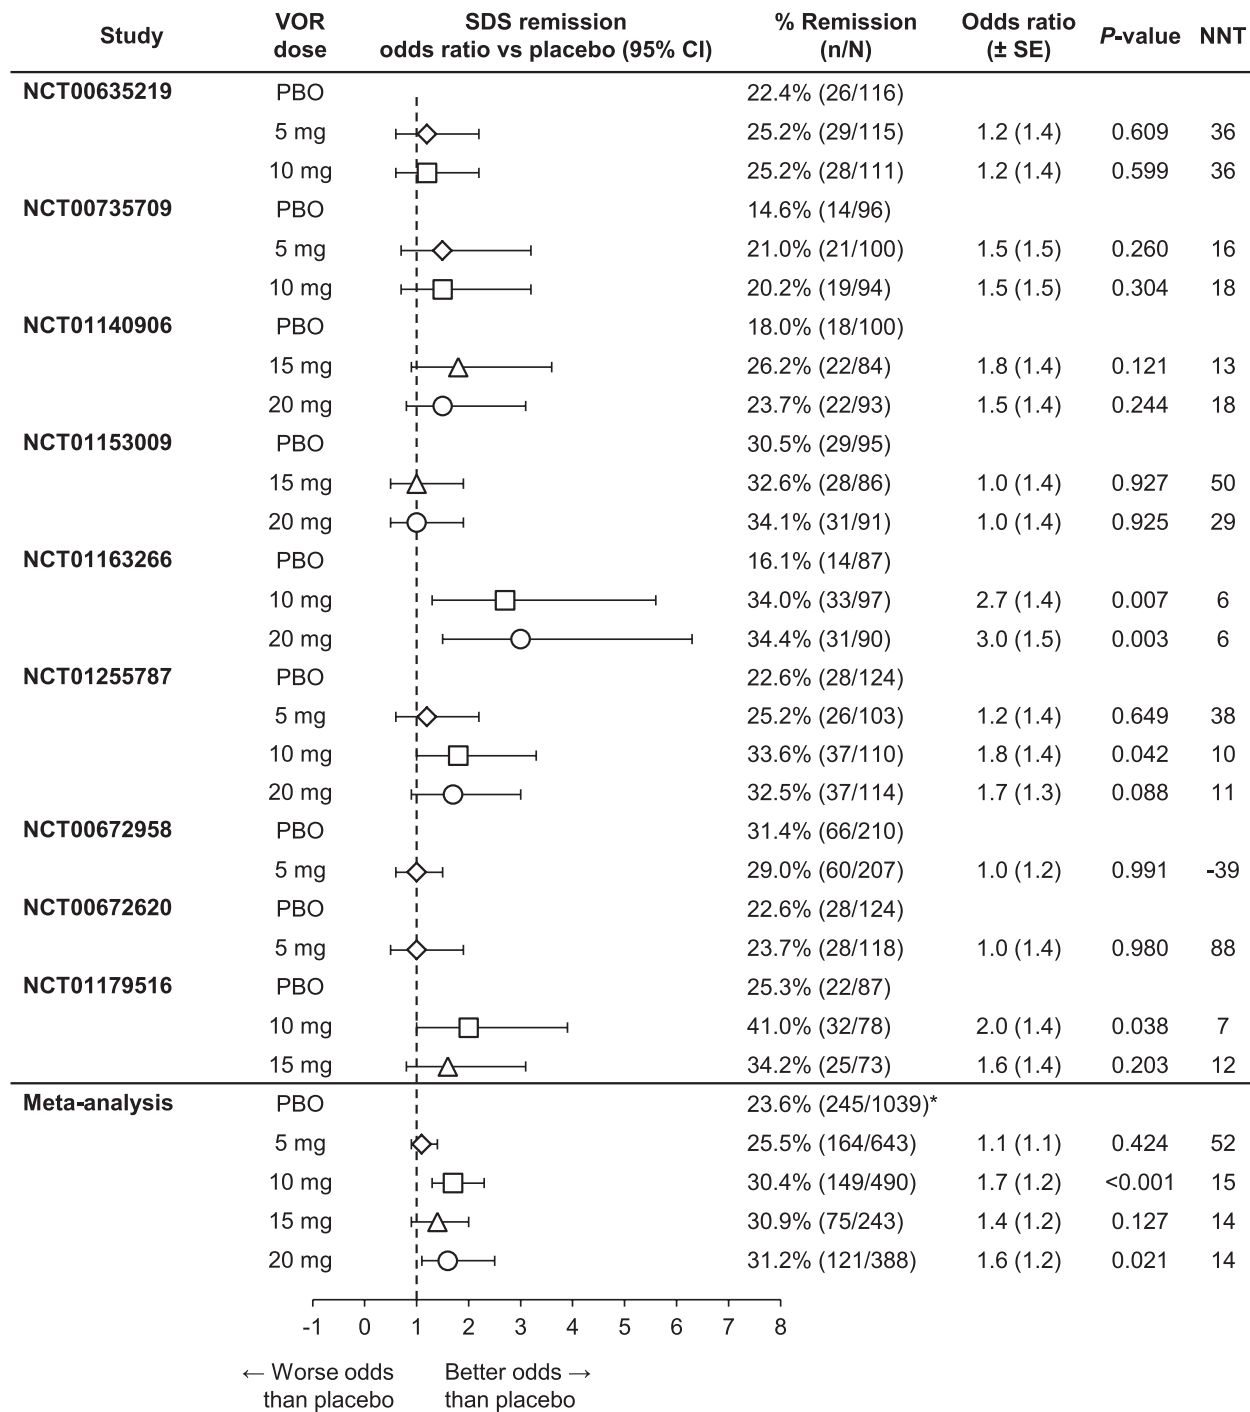 Study VOR dose SDS remission odds ratio vs placebo (95% CI) % Remission (n/N) Odds ratio (± SE) P-value NNT
NCT00635219 PBO 22.4% (26/116)
5 mg 25.2% (29/115) 1.2 (1.4) 0.609 36
10 mg 25.2% (28/111) 1.2 (1.4) 0.599 36
NCT00735709 PBO 14.6% (14/96)
5 mg 21.0% (21/100) 1.5 (1.5) 0.260 16
10 mg 20.2% (19/94) 1.5 (1.5) 0.304 18
NCT01140906 PBO 18.0% (18/100)
15 mg 26.2% (22/84) 1.8 (1.4) 0.121 13
20 mg 23.7% (22/93) 1.5 (1.4) 0.244 18
NCT01153009 PBO 30.5% (29/95)
15 mg 32.6% (28/86) 1.0 (1.4) 0.927 50
20 mg 34.1% (31/91) 1.0 (1.4) 0.925 29
NCT01163266 PBO 16.1% (14/87)
10 mg 34.0% (33/97) 2.7 (1.4) 0.007 6
20 mg 34.4% (31/90) 3.0 (1.5) 0.003 6
NCT01255787 PBO 22.6% (28/124)
5 mg 25.2% (26/103) 1.2 (1.4) 0.649 38
10 mg 33.6% (37/110) 1.8 (1.4) 0.042 10
20 mg 32.5% (37/114) 1.7 (1.3) 0.088 11
NCT00672958 PBO 31.4% (66/210)
5 mg 29.0% (60/207) 1.0 (1.2) 0.991 -39
NCT00672620 PBO 22.6% (28/124)
5 mg 23.7% (28/118) 1.0 (1.4) 0.980 88
NCT01179516 PBO 25.3% (22/87)
10 mg 41.0% (32/78) 2.0 (1.4) 0.038 7
15 mg 34.2% (25/73) 1.6 (1.4) 0.203 12
Meta-analysis PBO 23.6% (245/1039)*
5 mg 25.5% (164/643) 1.1 (1.1) 0.424 52
10 mg 30.4% (149/490) 1.7 (1.2) <0.001 15
15 mg 30.9% (75/243) 1.4 (1.2) 0.127 14
20 mg 31.2% (121/388) 1.6 (1.2) 0.021 14
-1 0 1 2 3 4 5 6 7 8
← Worse odds Better odds →
than placebo than placebo